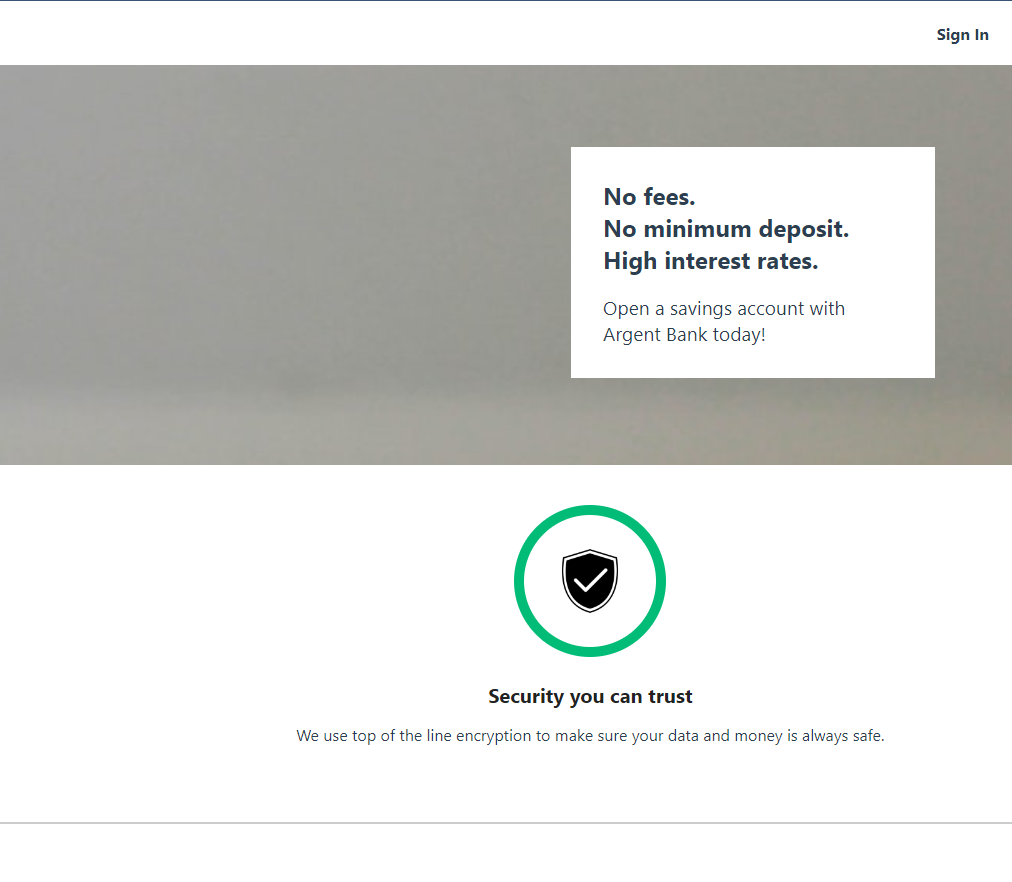 Sign In
No fees.
No minimum deposit.
High interest rates.
Open a savings account with
Argent Bank today!
Security you can trust
We use top of the line encryption to make sure your data and money is always safe.